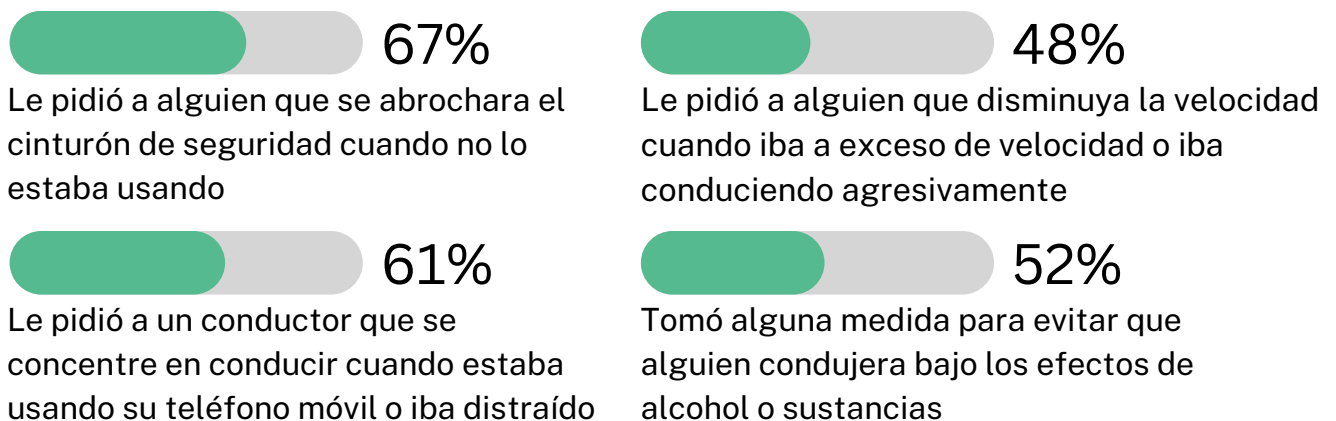 67%
Le pidió a alguien que se abrochara el
cinturón de seguridad cuando no lo
estaba usando
48%
Le pidió a alguien que disminuya la velocidad
cuando iba a exceso de velocidad o iba
conduciendo agresivamente
61%
Le pidió a un conductor que se
concentre en conducir cuando estaba
usando su teléfono móvil o iba distraído
52%
Tomó alguna medida para evitar que
alguien condujera bajo los efectos de
alcohol o sustancias